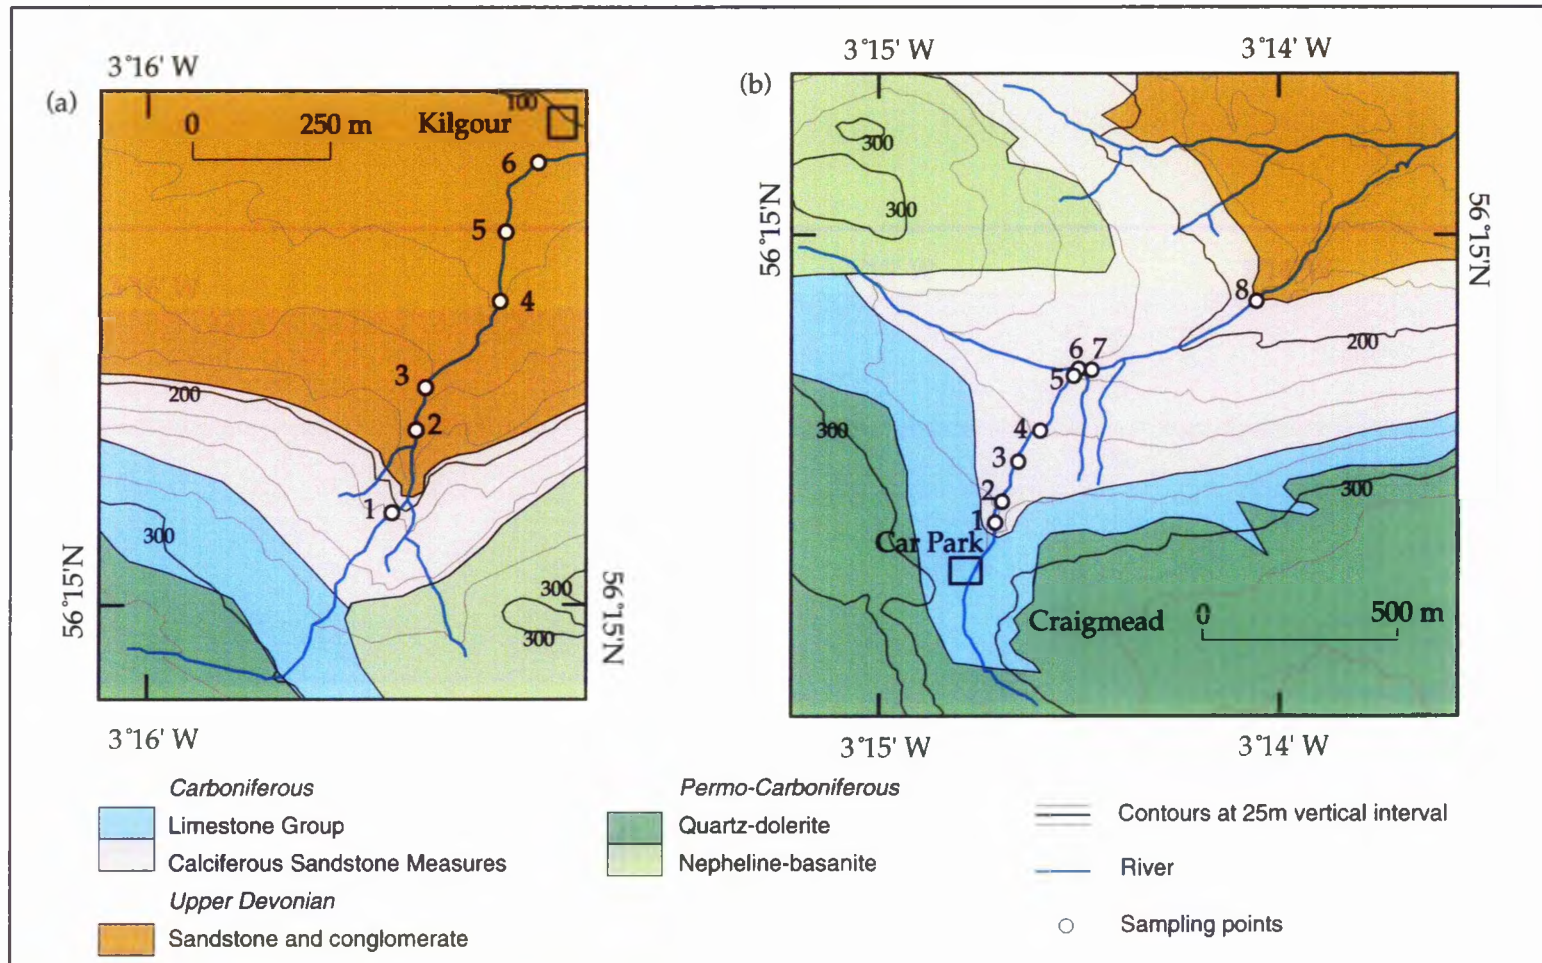 3°16' W
(a)
0 250 m
Kilgour
100
6
5
4
3
2
1
200
300
300
300
56°15'N
56°15'N
3°16' W
3°15' W
3°14' W
(b)
300
300
56°15'N
56°15'N
8
200
6 7
5
4
3
2
1
300
300
Car Park
Craigmead
0 500 m
3°15' W
3°14' W
Carboniferous
Limestone Group
Calciferous Sandstone Measures
Upper Devonian
Sandstone and conglomerate
Permo-Carboniferous
Quartz-dolerite
Nepheline-basanite
Contours at 25m vertical interval
River
Sampling points